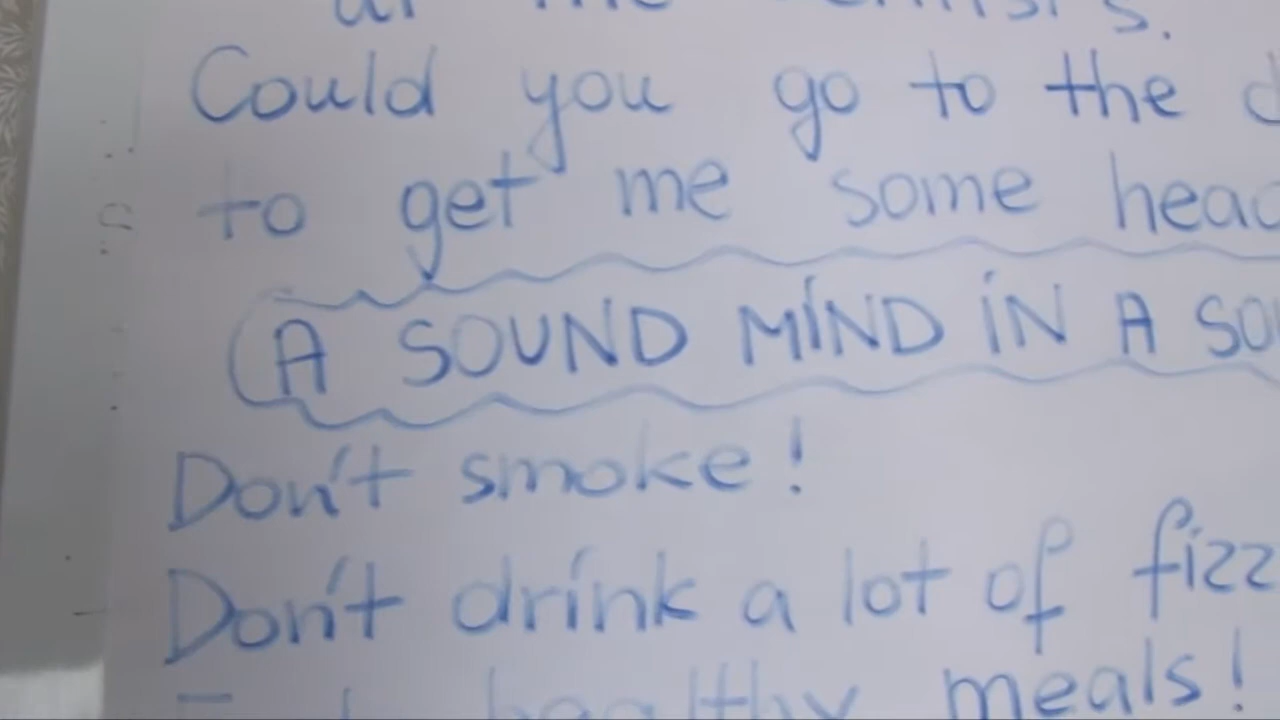 Could you go to the
to get me some
A SOUND MIND IN A
Don't smoke!
Don't drink a lot of
healthy meals!